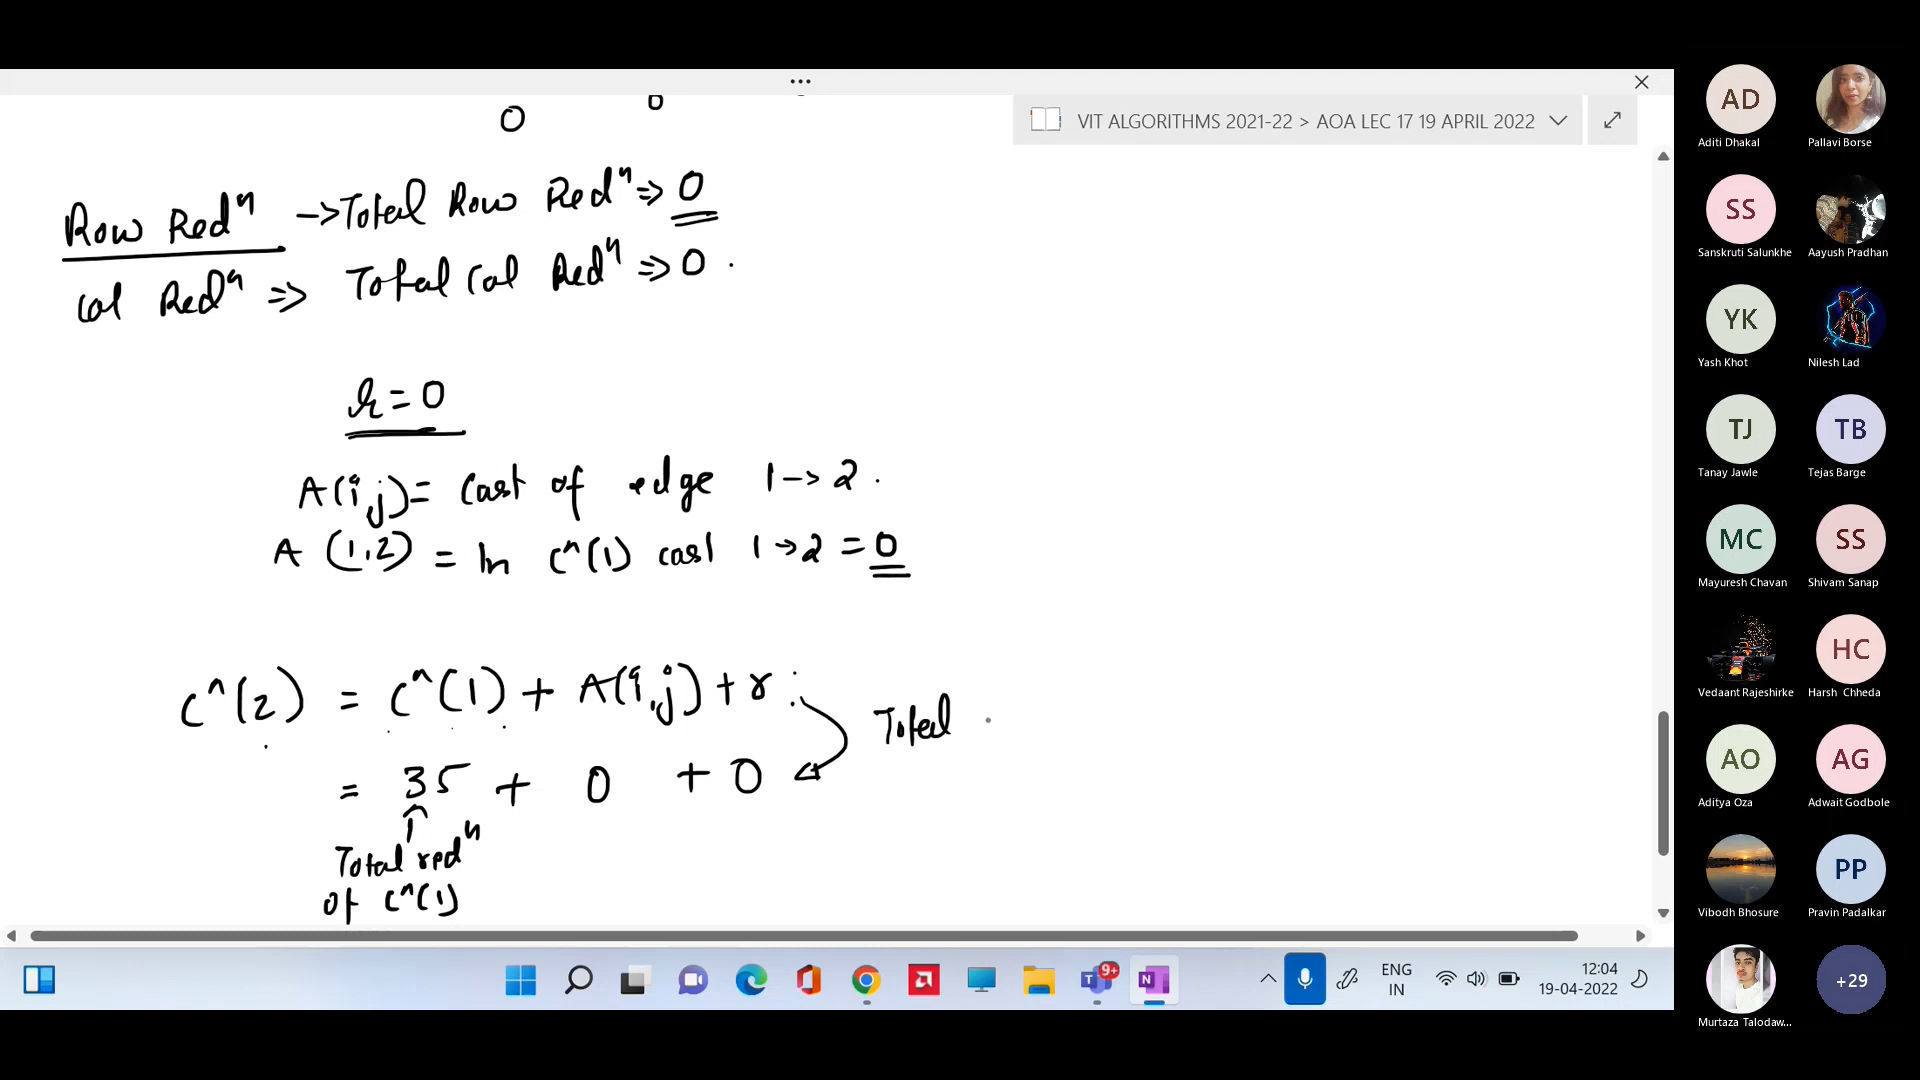 0
0
VIT ALGORITHMS 2021-22 > AOA LEC 17 19 APRIL 2022
Row Redⁿ -> Total Row Redⁿ => 0
Col Redⁿ => Total Col Redⁿ => 0 .
r = 0
A(i,j) = Cost of edge 1 -> 2 .
A (1,2) = In c^(1) cost 1 -> 2 = 0
c^(2) = c^(1) + A(i,j) + r
= 35 + 0 + 0
Total
Total redⁿ
of c^(1)
AD
Aditi Dhakal
Pallavi Borse
SS
Sanskruti Salunkhe
Aayush Pradhan
YK
Yash Khot
Nilesh Lad
TJ
Tanay Jawle
TB
Tejas Barge
MC
Mayuresh Chavan
SS
Shivam Sanap
Vedaant Rajeshirke
HC
Harsh Chheda
AO
Aditya Oza
AG
Adwait Godbole
Vibodh Bhosure
PP
Pravin Padalkar
Murtaza Talodaw...
+29
9+
T
N
ENG
IN
12:04
19-04-2022